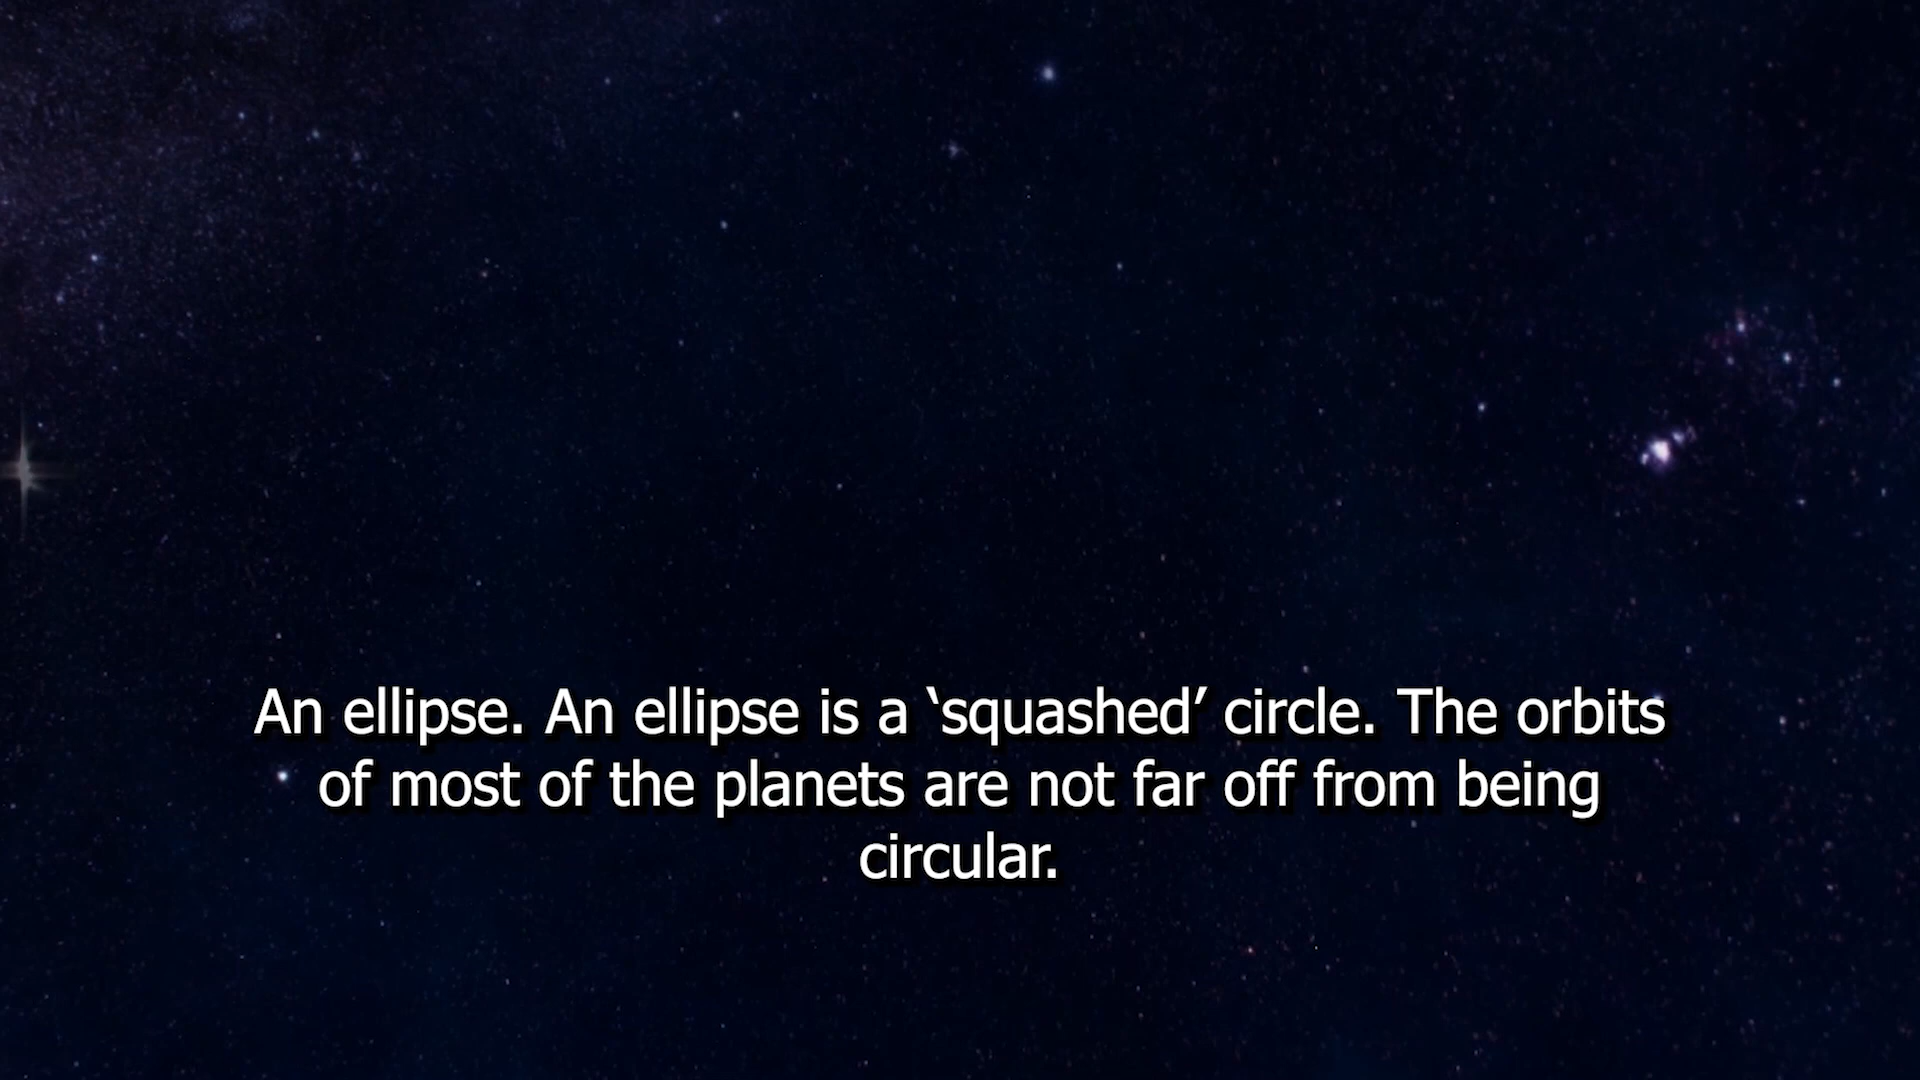 An ellipse. An ellipse is a ‘squashed’ circle. The orbits
of most of the planets are not far off from being
circular.